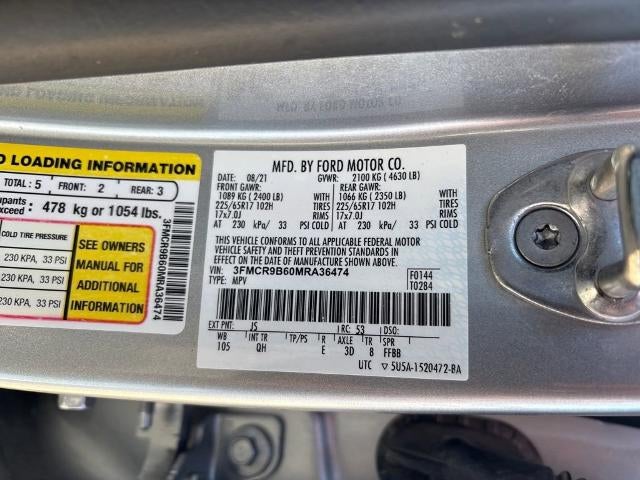 D LOADING INFORMATION
TOTAL: 5 FRONT: 2 REAR: 3
upants
exceed : 478 kg or 1054 lbs.
COLD TIRE PRESSURE
230 KPA, 33 PSI
230 KPA, 33 PSI
230 KPA, 33 PSI
SEE OWNERS
MANUAL FOR
ADDITIONAL
INFORMATION
3FMCR9B60MRA36474
MFD. BY FORD MOTOR CO.
DATE: 08/21 GVWR: 2100 KG ( 4630 LB)
FRONT GAWR: REAR GAWR:
1089 KG ( 2400 LB) WITH 1066 KG ( 2350 LB) WITH
225/65R17 102H TIRES 225/65R17 102H TIRES
17x7.0J RIMS 17x7.0J RIMS
AT 230 kPa/ 33 PSI COLD AT 230 kPa/ 33 PSI COLD
THIS VEHICLE CONFORMS TO ALL APPLICABLE FEDERAL MOTOR
VEHICLE SAFETY AND THEFT PREVENTION STANDARDS IN
EFFECT ON THE DATE OF MANUFACTURE SHOWN ABOVE.
VIN: 3FMCR9B60MRA36474 F0144
TYPE: MPV T0284
EXT PNT: JS RC: 53 DSO:
WB INT TR TP/PS R AXLE TR SPR
105 QH E 3D 8 FFBB
UTC ▽ 5U5A-1520472-BA